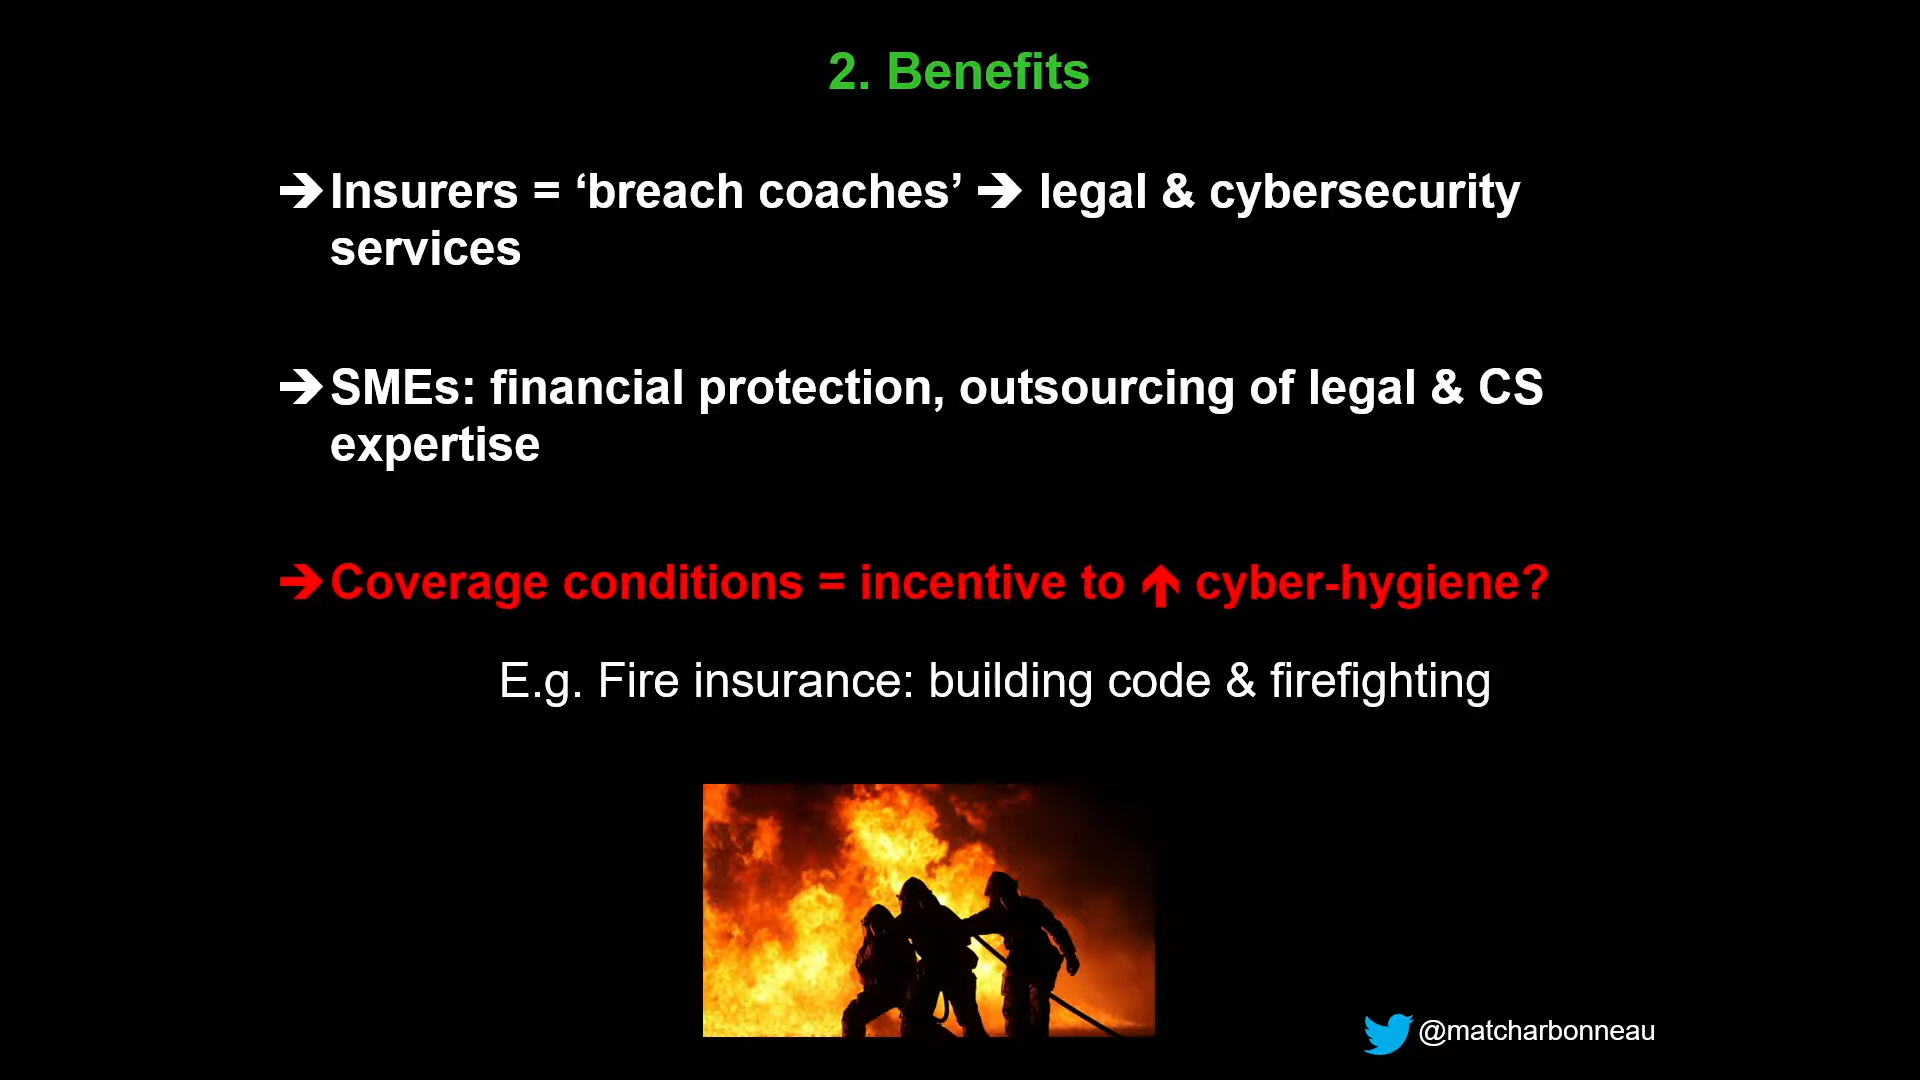 2. Benefits
➔ Insurers = ‘breach coaches’ ➔ legal & cybersecurity
services
➔ SMEs: financial protection, outsourcing of legal & CS
expertise
➔ Coverage conditions = incentive to 🡹 cyber-hygiene?
E.g. Fire insurance: building code & firefighting
@matcharbonneau